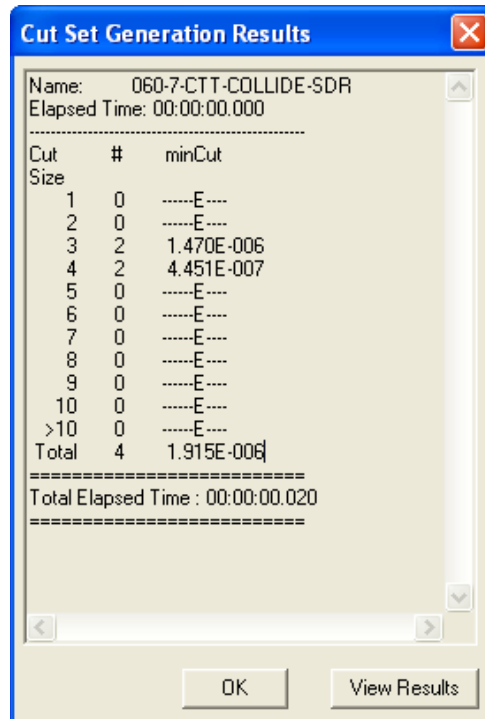 Cut Set Generation Results
Name: 060-7-CTT-COLLIDE-SDR
Elapsed Time: 00:00:00.000
----------------------------------------------------
Cut # minCut
Size
1 0 ------E----
2 0 ------E----
3 2 1.470E-006
4 2 4.451E-007
5 0 ------E----
6 0 ------E----
7 0 ------E----
8 0 ------E----
9 0 ------E----
10 0 ------E----
>10 0 ------E----
Total 4 1.915E-006
==========================
Total Elapsed Time : 00:00:00.020
==========================
OK View Results